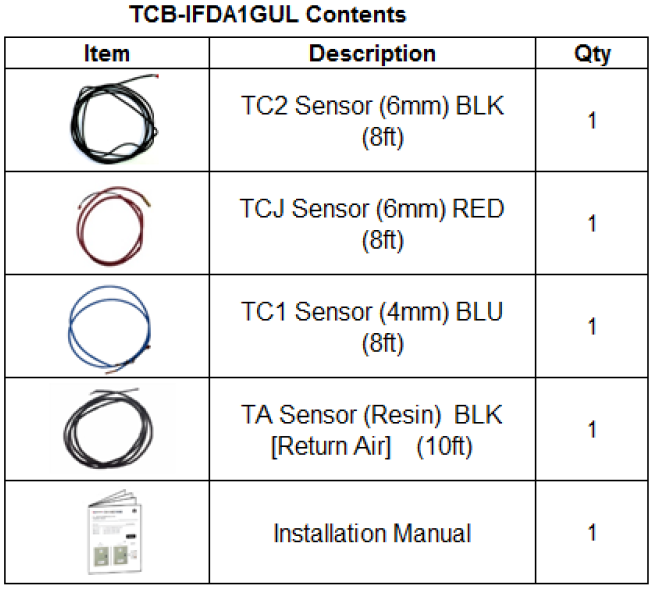 TCB-IFDA1GUL Contents
Item Description Qty
TC2 Sensor (6mm) BLK
(8ft)
1
TCJ Sensor (6mm) RED
(8ft)
1
TC1 Sensor (4mm) BLU
(8ft)
1
TA Sensor (Resin) BLK
[Return Air] (10ft)
1
Installation Manual 1